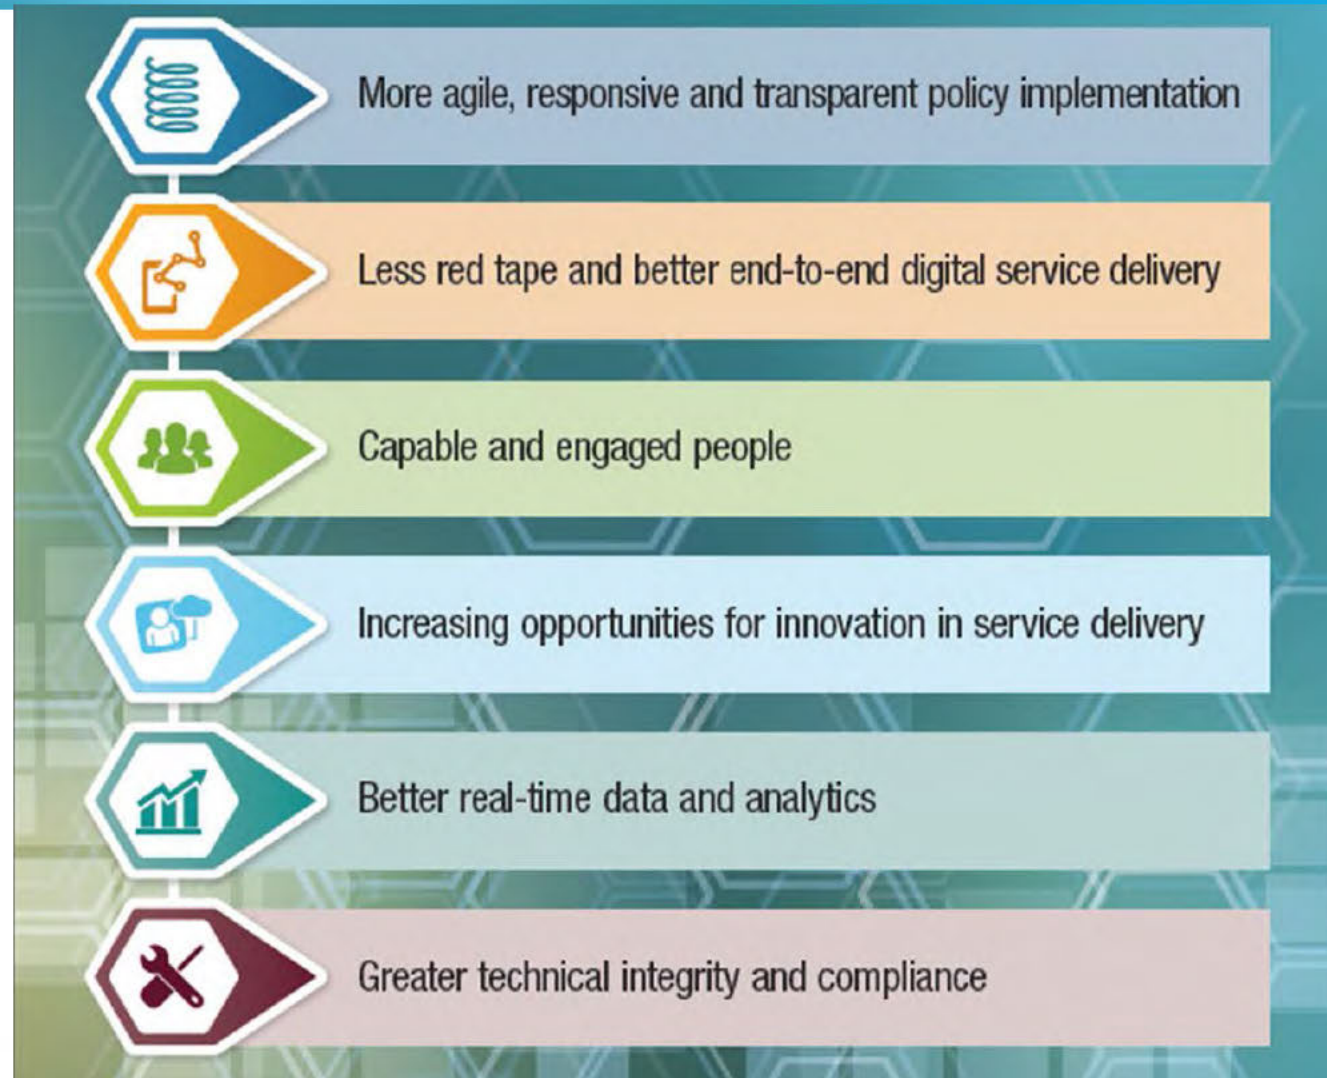 More agile, responsive and transparent policy implementation
Less red tape and better end-to-end digital service delivery
Capable and engaged people
Increasing opportunities for innovation in service delivery
Better real-time data and analytics
Greater technical integrity and compliance